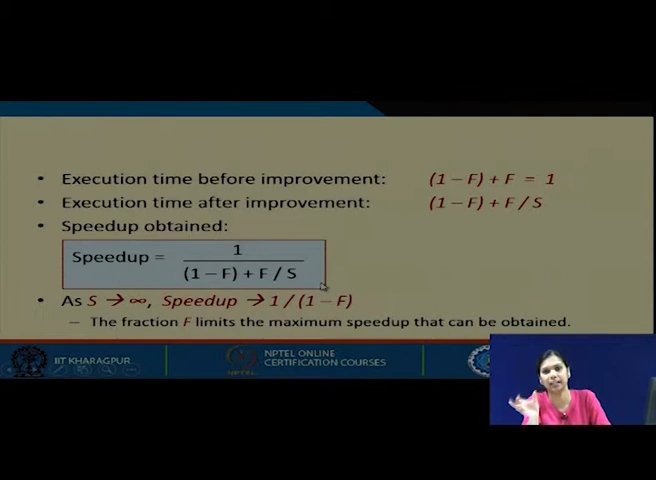 • Execution time before improvement: (1 – F) + F = 1
• Execution time after improvement: (1 – F) + F / S
• Speedup obtained:
Speedup = 1
(1 – F) + F / S
• As S → ∞, Speedup → 1 / (1 – F)
– The fraction F limits the maximum speedup that can be obtained.
IIT KHARAGPUR
NPTEL ONLINE
CERTIFICATION COURSES
NPTEL